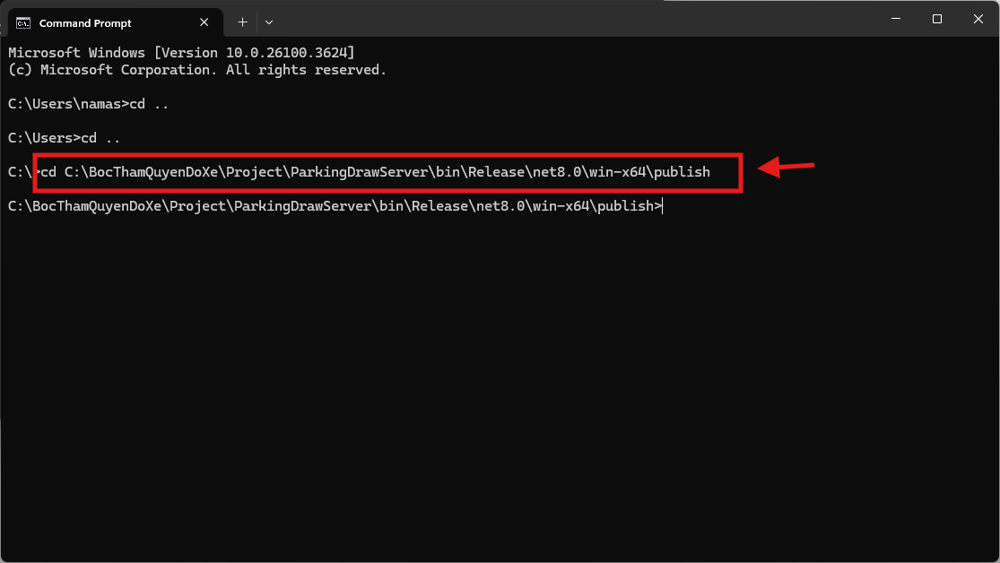 Command Prompt
Microsoft Windows [Version 10.0.26100.3624]
(c) Microsoft Corporation. All rights reserved.
C:\Users\namas>cd ..
C:\Users>cd ..
C:\>cd C:\BocThamQuyenDoXe\Project\ParkingDrawServer\bin\Release\net8.0\win-x64\publish
C:\BocThamQuyenDoXe\Project\ParkingDrawServer\bin\Release\net8.0\win-x64\publish>